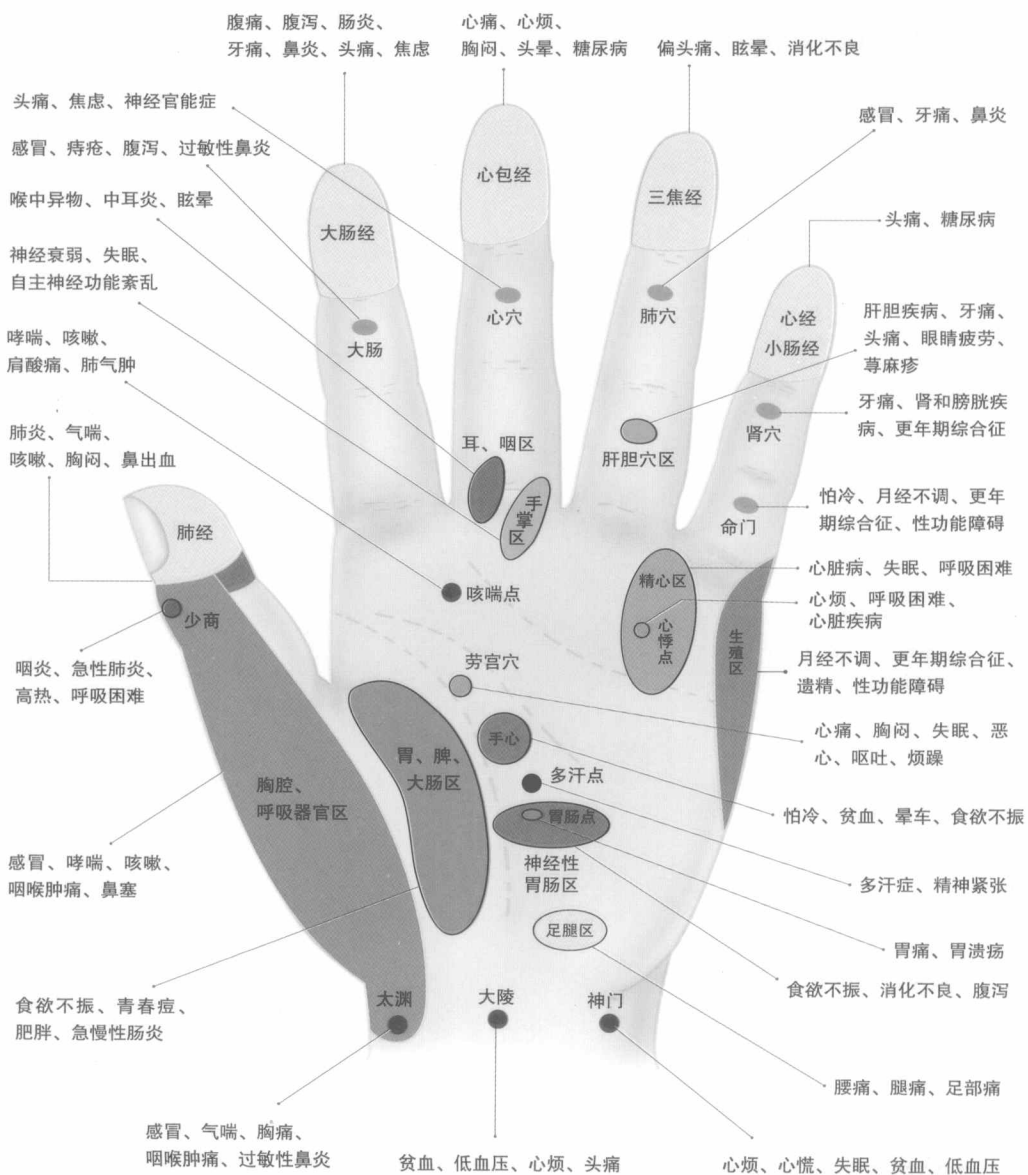 腹痛、腹泻、肠炎、
牙痛、鼻炎、头痛、焦虑
心痛、心烦、
胸闷、头晕、糖尿病
偏头痛、眩晕、消化不良
头痛、焦虑、神经官能症
感冒、痔疮、腹泻、过敏性鼻炎
喉中异物、中耳炎、眩晕
神经衰弱、失眠、
自主神经功能紊乱
哮喘、咳嗽、
肩酸痛、肺气肿
肺炎、气喘、
咳嗽、胸闷、鼻出血
咽炎、急性肺炎、
高热、呼吸困难
感冒、哮喘、咳嗽、
咽喉肿痛、鼻塞
食欲不振、青春痘、
肥胖、急慢性肠炎
大肠经
心包经
三焦经
心经
小肠经
大肠
心穴
肺穴
肾穴
耳、咽区
手掌区
肝胆穴区
命门
肺经
少商
咳喘点
精心区
心悸点
生殖区
劳宫穴
手心
胃、脾、
大肠区
多汗点
胸腔、
呼吸器官区
胃肠点
神经性
胃肠区
足腿区
太渊
大陵
神门
感冒、牙痛、鼻炎
头痛、糖尿病
肝胆疾病、牙痛、
头痛、眼睛疲劳、
荨麻疹
牙痛、肾和膀胱疾
病、更年期综合征
怕冷、月经不调、更年
期综合征、性功能障碍
心脏病、失眠、呼吸困难
心烦、呼吸困难、
心脏疾病
月经不调、更年期综合征、
遗精、性功能障碍
心痛、胸闷、失眠、恶
心、呕吐、烦躁
怕冷、贫血、晕车、食欲不振
多汗症、精神紧张
胃痛、胃溃疡
食欲不振、消化不良、腹泻
腰痛、腿痛、足部痛
感冒、气喘、胸痛、
咽喉肿痛、过敏性鼻炎
贫血、低血压、心烦、头痛
心烦、心慌、失眠、贫血、低血压